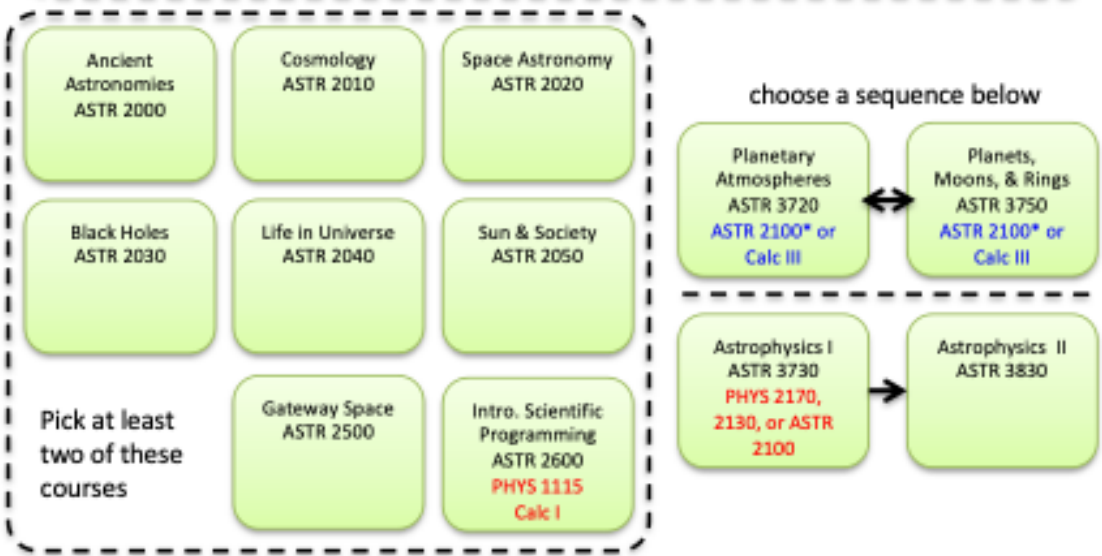 Ancient
Astronomies
ASTR 2000
Cosmology
ASTR 2010
Space Astronomy
ASTR 2020
Black Holes
ASTR 2030
Life in Universe
ASTR 2040
Sun & Society
ASTR 2050
Pick at least
two of these
courses
Gateway Space
ASTR 2500
Intro. Scientific
Programming
ASTR 2600
PHYS 1115
Calc I
choose a sequence below
Planetary
Atmospheres
ASTR 3720
ASTR 2100* or
Calc III
Planets,
Moons, & Rings
ASTR 3750
ASTR 2100* or
Calc III
Astrophysics I
ASTR 3730
PHYS 2170,
2130, or ASTR
2100
Astrophysics II
ASTR 3830